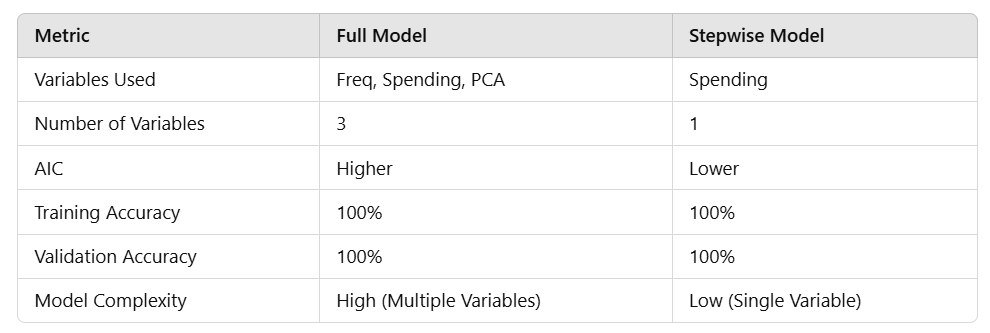 Metric Full Model Stepwise Model
Variables Used Freq, Spending, PCA Spending
Number of Variables 3 1
AIC Higher Lower
Training Accuracy 100% 100%
Validation Accuracy 100% 100%
Model Complexity High (Multiple Variables) Low (Single Variable)